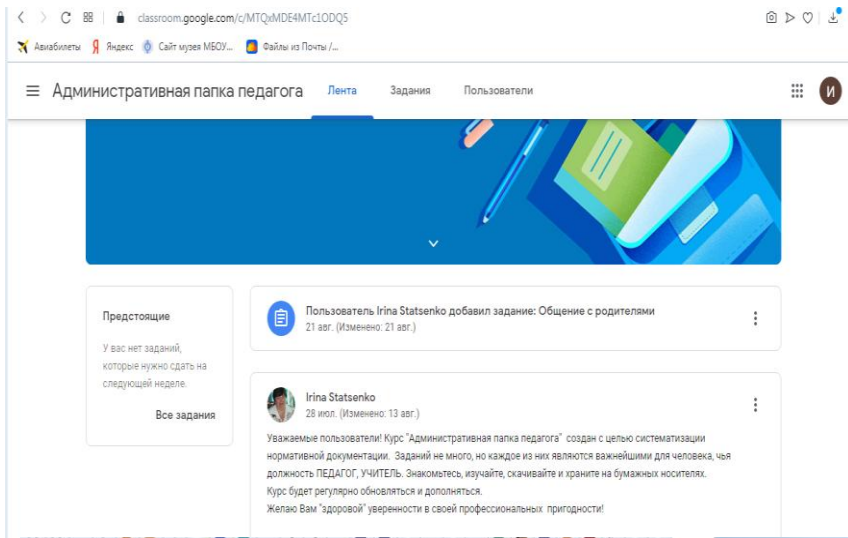 classroom.google.com/c/MTQxMDE4MTc1ODQ5
Авиабилеты Яндекс Сайт музея МБОУ... Файлы из Почты /...
Административная папка педагога Лента Задания Пользователи И
Предстоящие
У вас нет заданий,
которые нужно сдать на
следующей неделе.
Все задания
Пользователь Irina Statsenko добавил задание: Общение с родителями
21 авг. (Изменено: 21 авг.)
Irina Statsenko
28 июл. (Изменено: 13 авг.)
Уважаемые пользователи! Курс "Административная папка педагога" создан с целью систематизации
нормативной документации. Заданий не много, но каждое из них являются важнейшими для человека, чья
должность ПЕДАГОГ, УЧИТЕЛЬ. Знакомьтесь, изучайте, скачивайте и храните на бумажных носителях.
Курс будет регулярно обновляться и дополняться.
Желаю Вам "здоровой" уверенности в своей профессиональных пригодности!